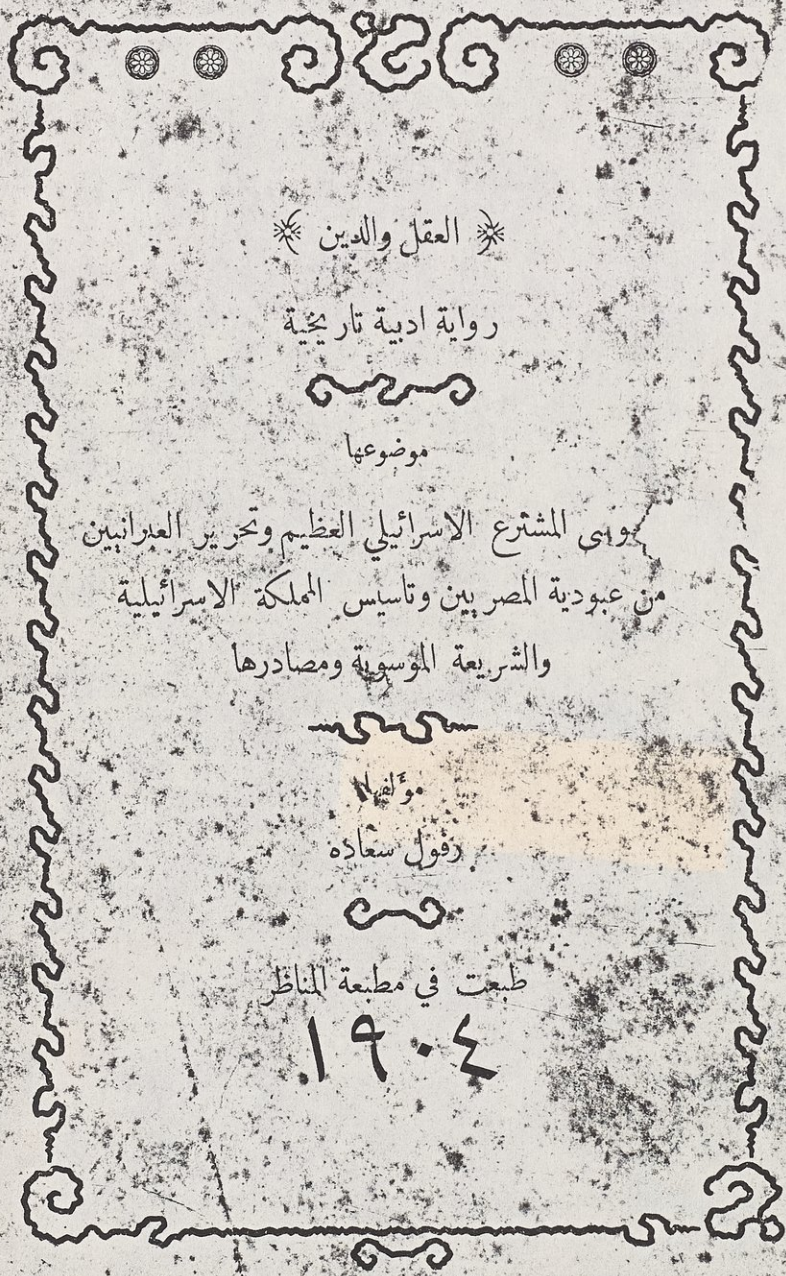 العقل والدين
رواية ادبية تاريخية
موضوعها
وسى المشترع الاسرائيلي العظيم وتحرير العبرانيين
من عبودية المصريين وتاسيس المملكة الاسرائيلية
والشريعة الموسوية ومصادرها
مؤلفها
رفول سعاده
طبعت في مطبعة المناظر
١٩٠٤